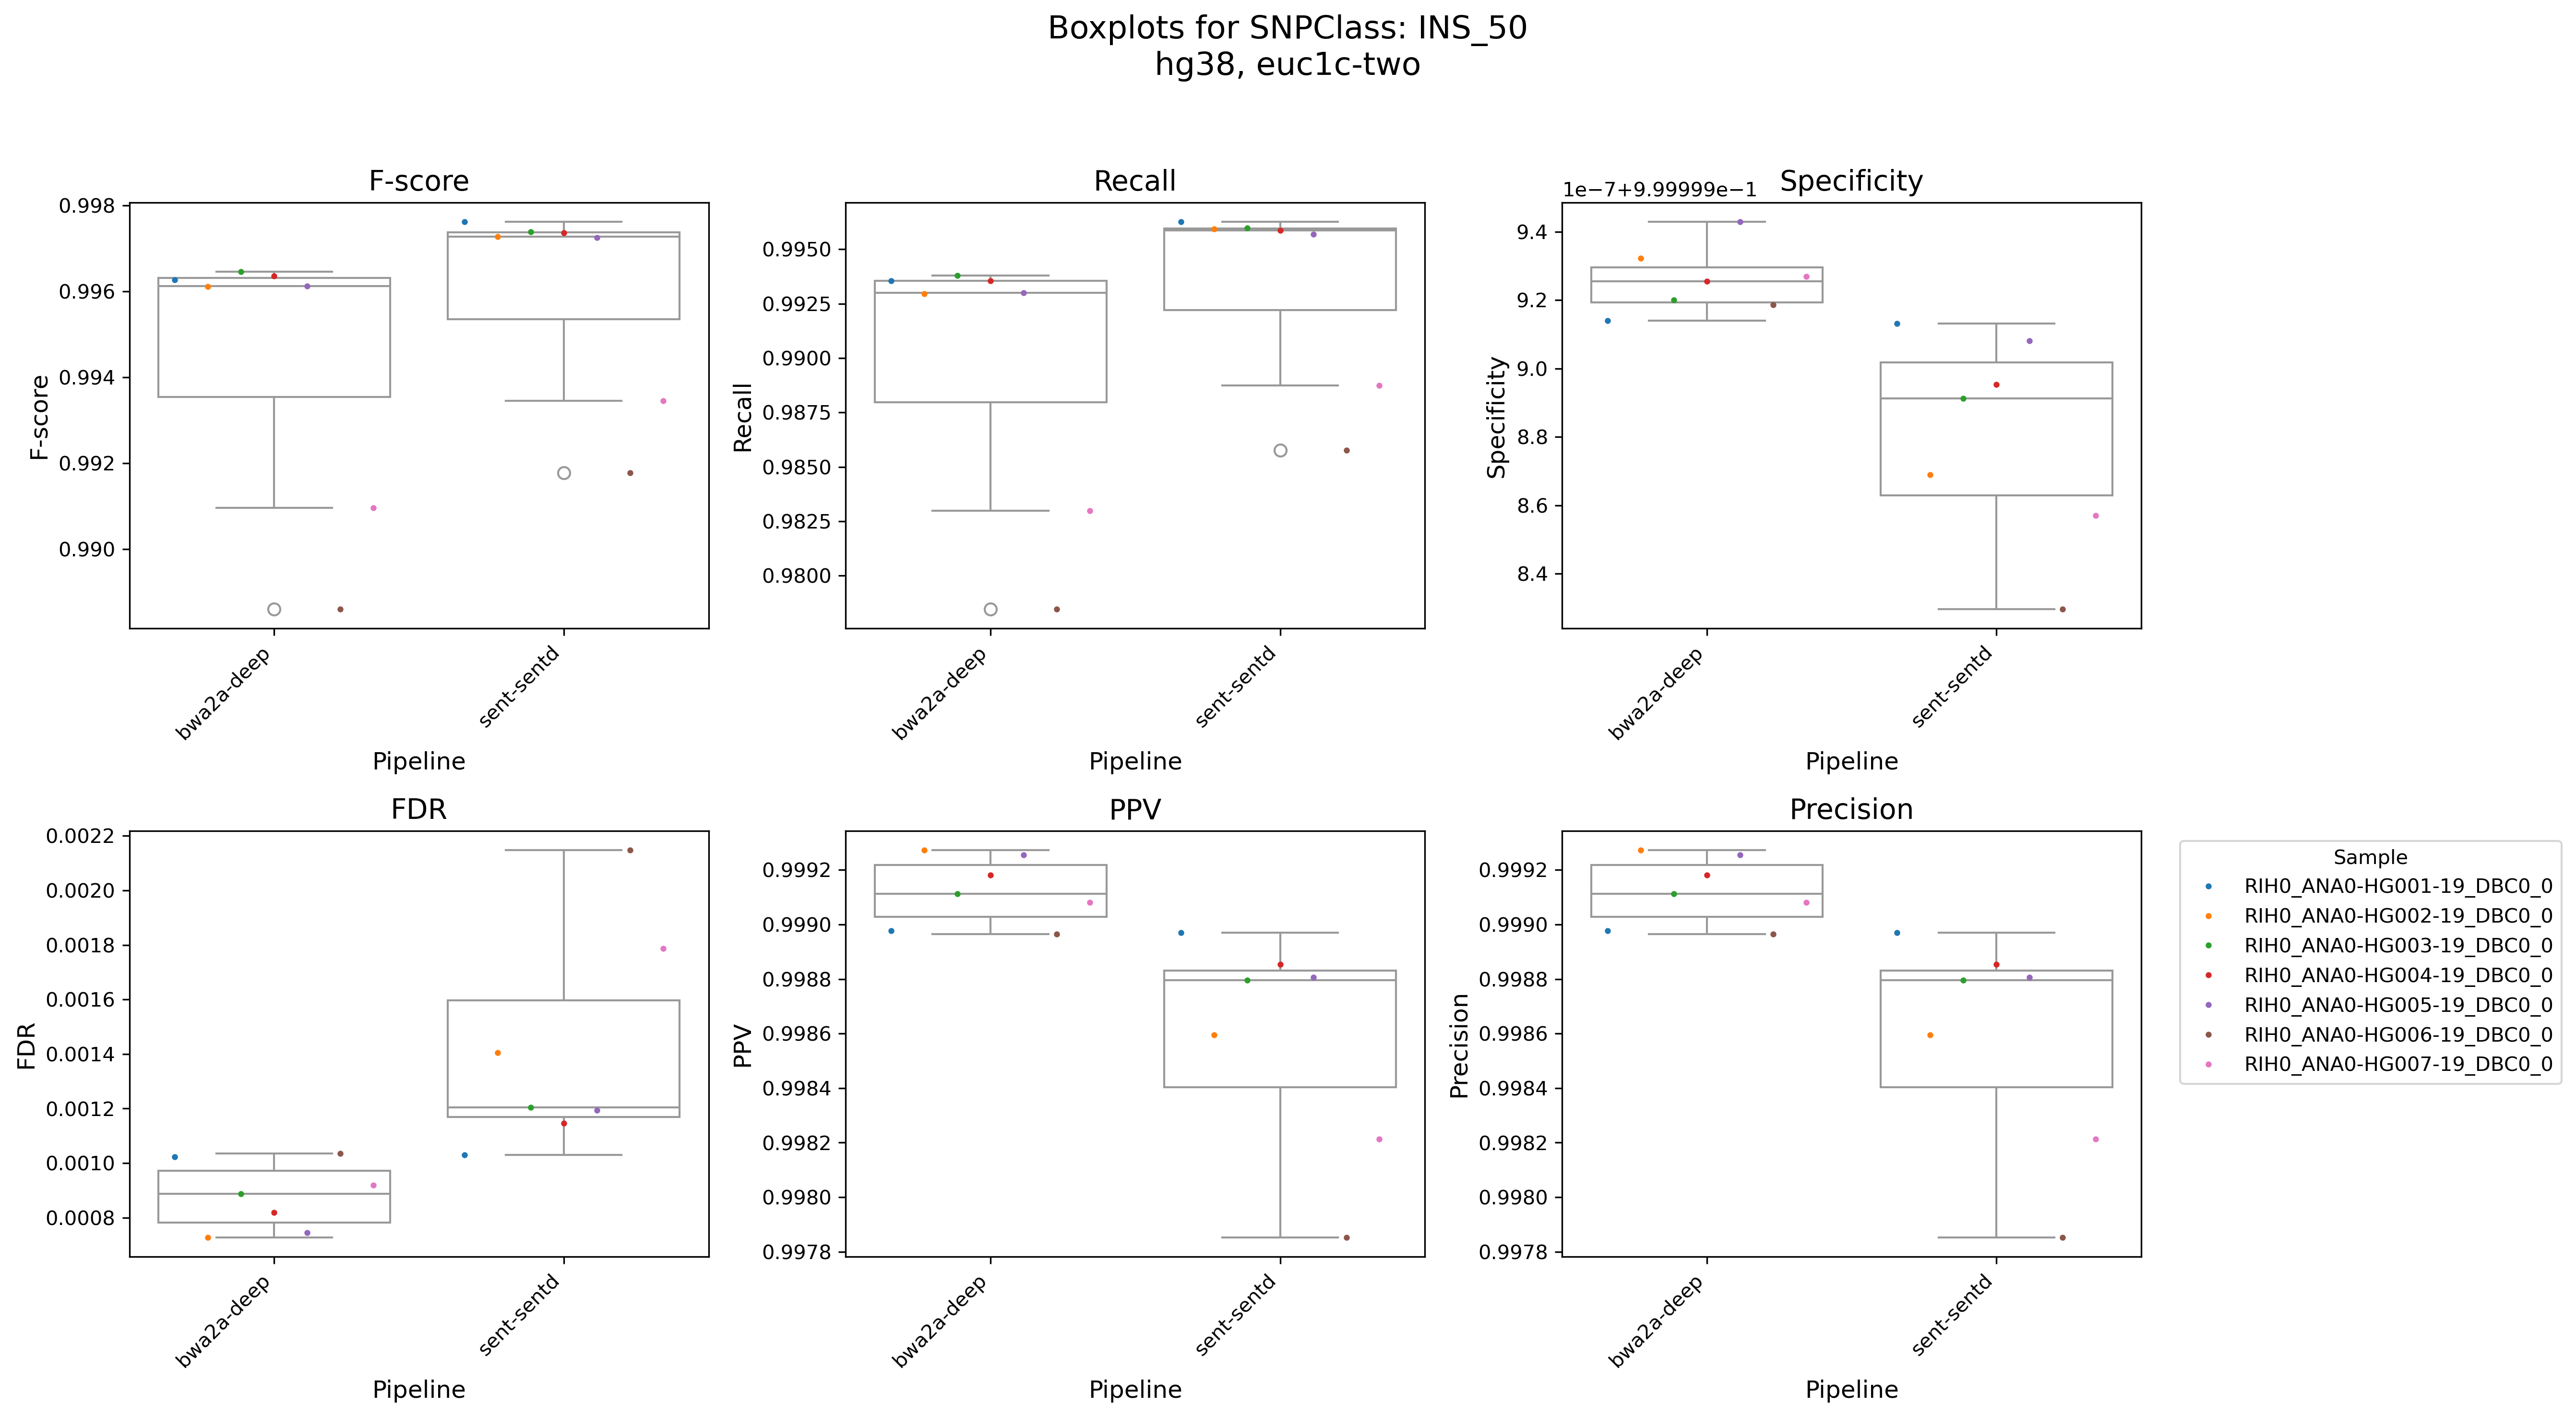 Boxplots for SNPClass: INS_50
hg38, euc1c-two
F-score
0.998
0.996
0.994
0.992
0.990
F-score
bwa2a-deep
sent-sentd
Pipeline
Recall
0.9950
0.9925
0.9900
0.9875
0.9850
0.9825
0.9800
Recall
bwa2a-deep
sent-sentd
Pipeline
1e−7+9.99999e−1
Specificity
9.4
9.2
9.0
8.8
8.6
8.4
Specificity
bwa2a-deep
sent-sentd
Pipeline
FDR
0.0022
0.0020
0.0018
0.0016
0.0014
0.0012
0.0010
0.0008
FDR
bwa2a-deep
sent-sentd
Pipeline
PPV
0.9992
0.9990
0.9988
0.9986
0.9984
0.9982
0.9980
0.9978
PPV
bwa2a-deep
sent-sentd
Pipeline
Precision
0.9992
0.9990
0.9988
0.9986
0.9984
0.9982
0.9980
0.9978
Precision
bwa2a-deep
sent-sentd
Pipeline
Sample
RIH0_ANA0-HG001-19_DBC0_0
RIH0_ANA0-HG002-19_DBC0_0
RIH0_ANA0-HG003-19_DBC0_0
RIH0_ANA0-HG004-19_DBC0_0
RIH0_ANA0-HG005-19_DBC0_0
RIH0_ANA0-HG006-19_DBC0_0
RIH0_ANA0-HG007-19_DBC0_0